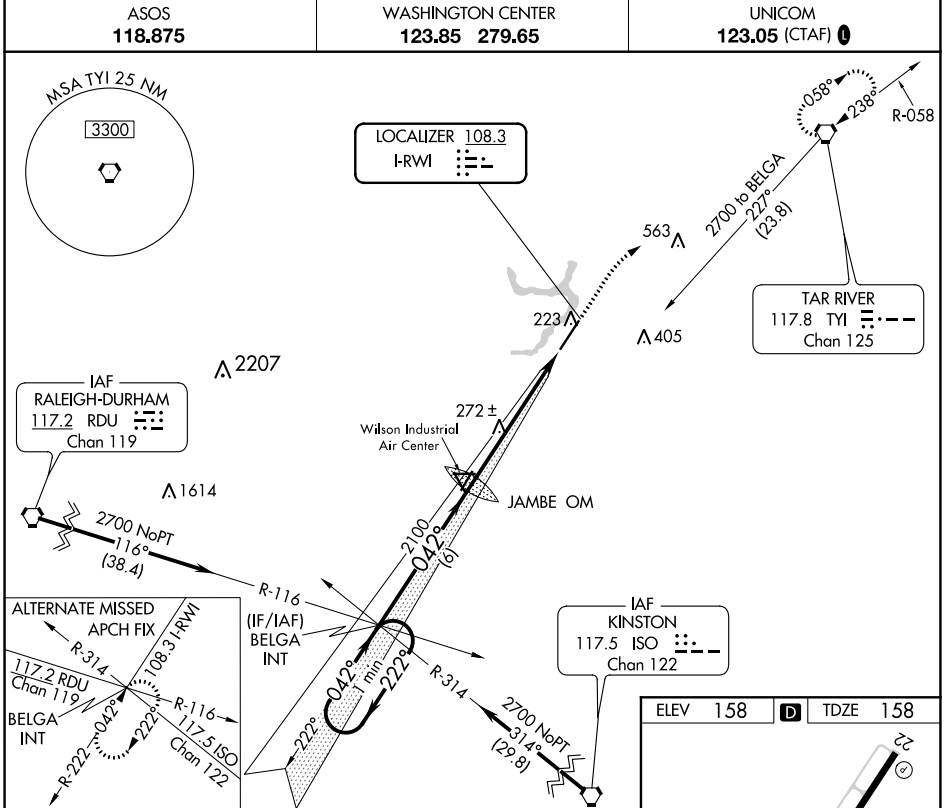 ASOS
118.875
WASHINGTON CENTER
123.85 279.65
UNICOM
123.05 (CTAF) L
MSA TYI 25 NM
3300
LOCALIZER 108.3
I-RWI
058°
238°
R-058
2700 to BELGA
227°
(23.8)
563
TAR RIVER
117.8 TYI
Chan 125
223
405
2207
IAF
RALEIGH-DURHAM
117.2 RDU
Chan 119
272 ±
Wilson Industrial
Air Center
JAMBE OM
1614
2700 NoPT
116°
(38.4)
2100
042°
(6)
R-116
(IF/IAF)
BELGA
INT
IAF
KINSTON
117.5 ISO
Chan 122
042°
1 min
222°
222°
R-314
2700 NoPT
314°
(29.8)
ALTERNATE MISSED
APCH FIX
R-314
108.3 I-RWI
117.2 RDU
Chan 119
R-116
BELGA
INT
042°
222°
R-222
117.5 ISO
Chan 122
ELEV 158 D TDZE 158
22
P